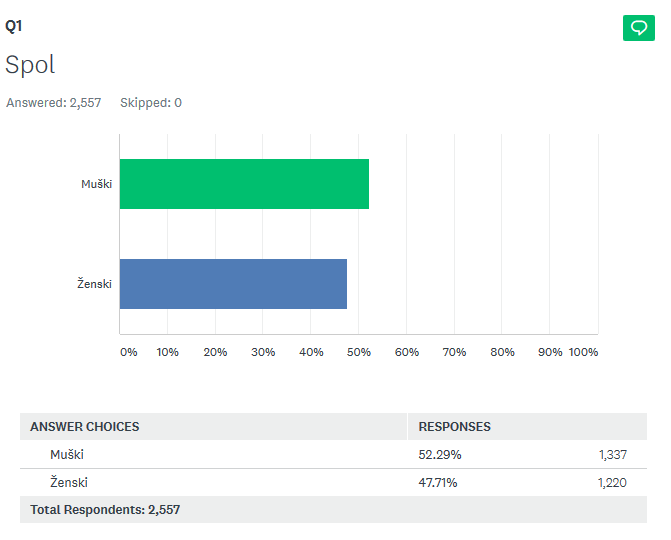 Q1
Spol
Answered: 2,557 Skipped: 0
Muški
Ženski
0% 10% 20% 30% 40% 50% 60% 70% 80% 90% 100%
ANSWER CHOICES RESPONSES
Muški 52.29% 1,337
Ženski 47.71% 1,220
Total Respondents: 2,557